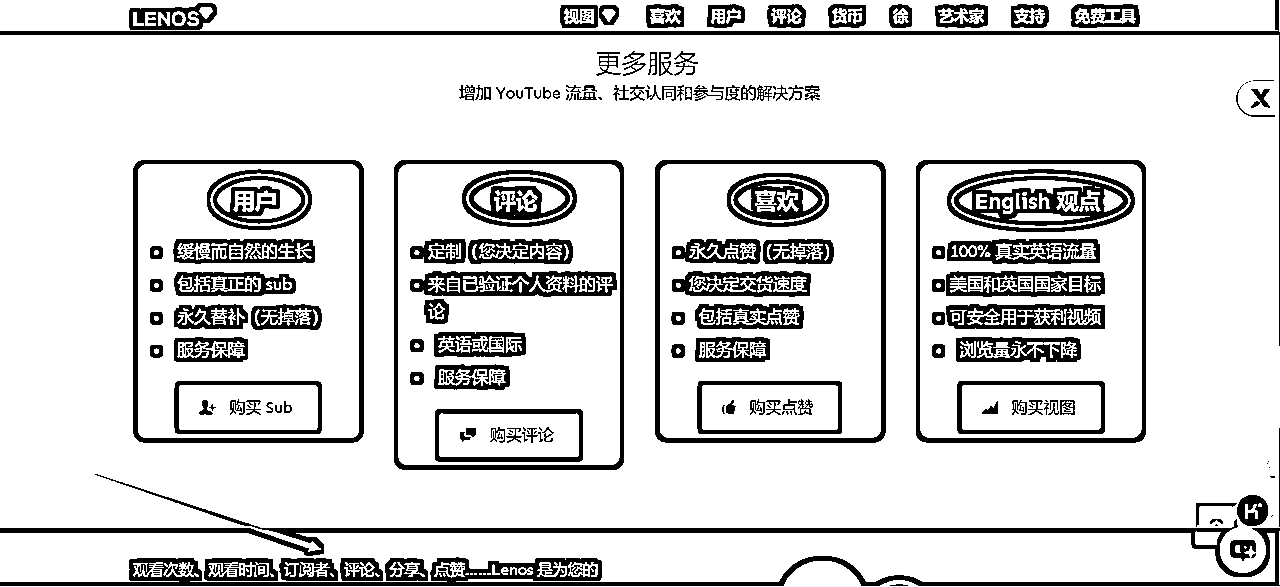 LENOS
视图 喜欢 用户 评论 货币 徐 艺术家 支持 免费工具
更多服务
增加 YouTube 流量、社交认同和参与度的解决方案
X
用户
缓慢而自然的生长
包括真正的 sub
永久替补（无掉落）
服务保障
购买 Sub
评论
定制（您决定内容）
来自已验证个人资料的评
论
英语或国际
服务保障
购买评论
喜欢
永久点赞（无掉落）
您决定交货速度
包括真实点赞
服务保障
购买点赞
English 观点
100% 真实英语流量
美国和英国国家目标
可安全用于获利视频
浏览量永不下降
购买视图
观看次数、观看时间、订阅者、评论、分享、点赞……Lenos 是为您的